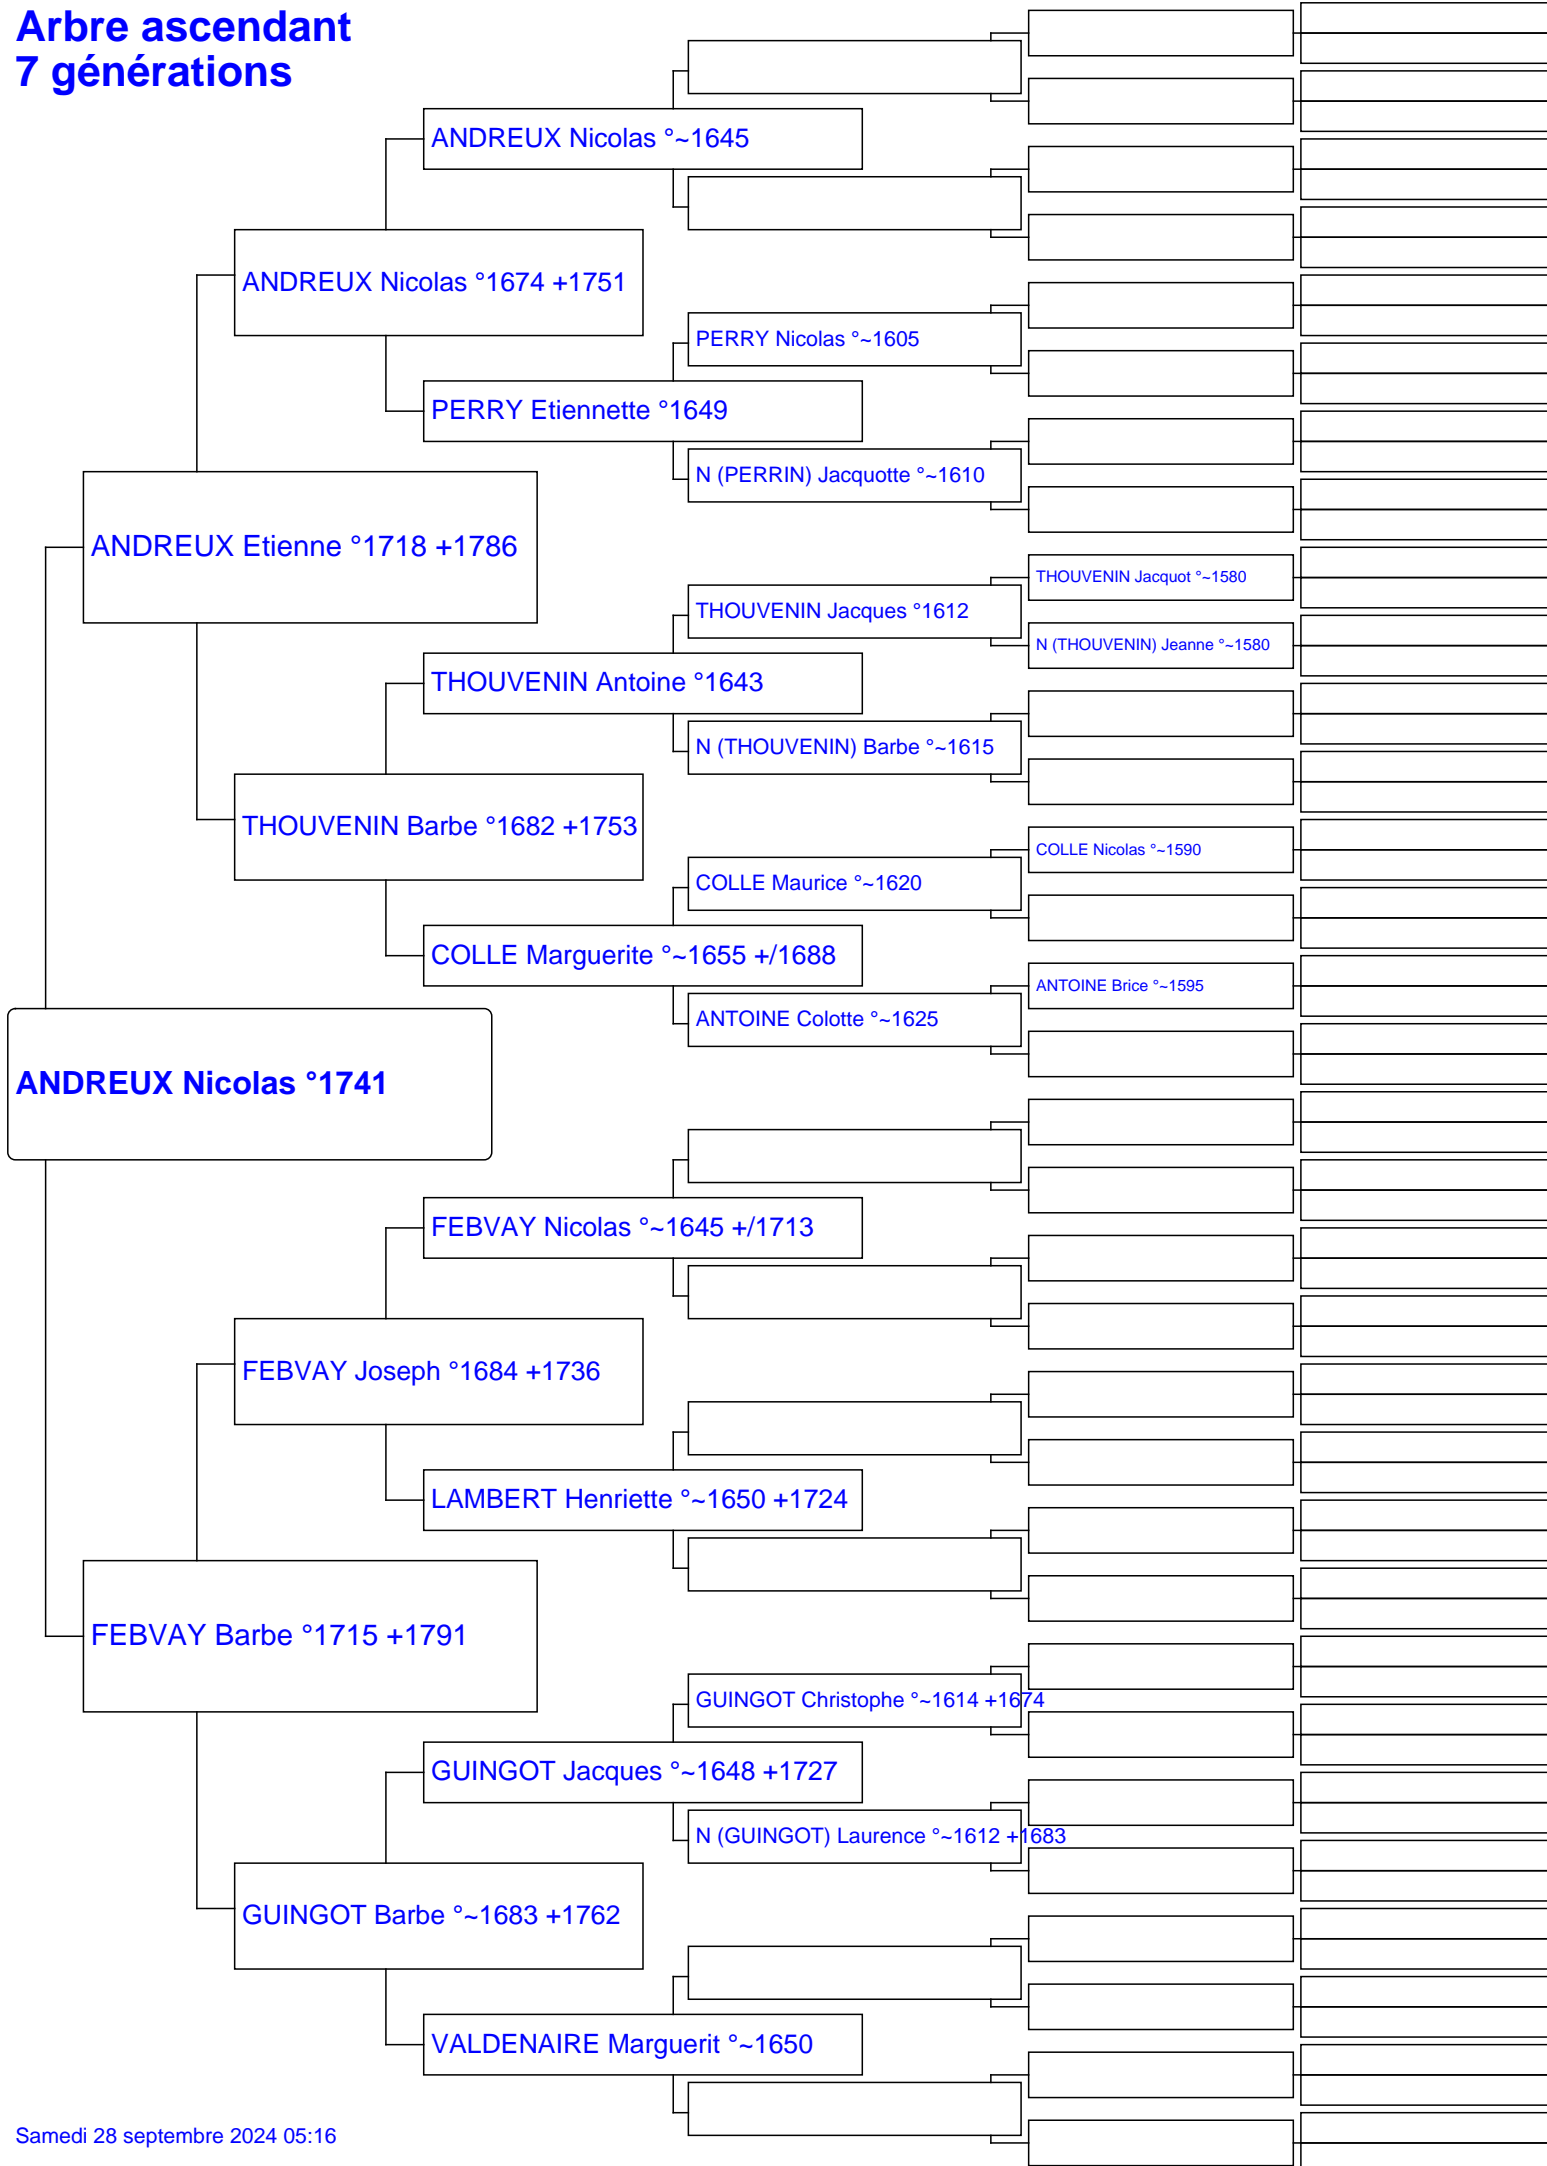 Arbre ascendant
7 générations
ANDREUX Nicolas °~1645
ANDREUX Nicolas °1674 +1751
PERRY Nicolas °~1605
PERRY Etiennette °1649
N (PERRIN) Jacquotte °~1610
ANDREUX Etienne °1718 +1786
THOUVENIN Jacquot °~1580
THOUVENIN Jacques °1612
N (THOUVENIN) Jeanne °~1580
THOUVENIN Antoine °1643
N (THOUVENIN) Barbe °~1615
THOUVENIN Barbe °1682 +1753
COLLE Nicolas °~1590
COLLE Maurice °~1620
COLLE Marguerite °~1655 +/1688
ANTOINE Brice °~1595
ANTOINE Colotte °~1625
ANDREUX Nicolas °1741
FEBVAY Nicolas °~1645 +/1713
FEBVAY Joseph °1684 +1736
LAMBERT Henriette °~1650 +1724
FEBVAY Barbe °1715 +1791
GUINGOT Christophe °~1614 +1674
GUINGOT Jacques °~1648 +1727
N (GUINGOT) Laurence °~1612 +1683
GUINGOT Barbe °~1683 +1762
VALDENAIRE Marguerit °~1650
Samedi 28 septembre 2024 05:16